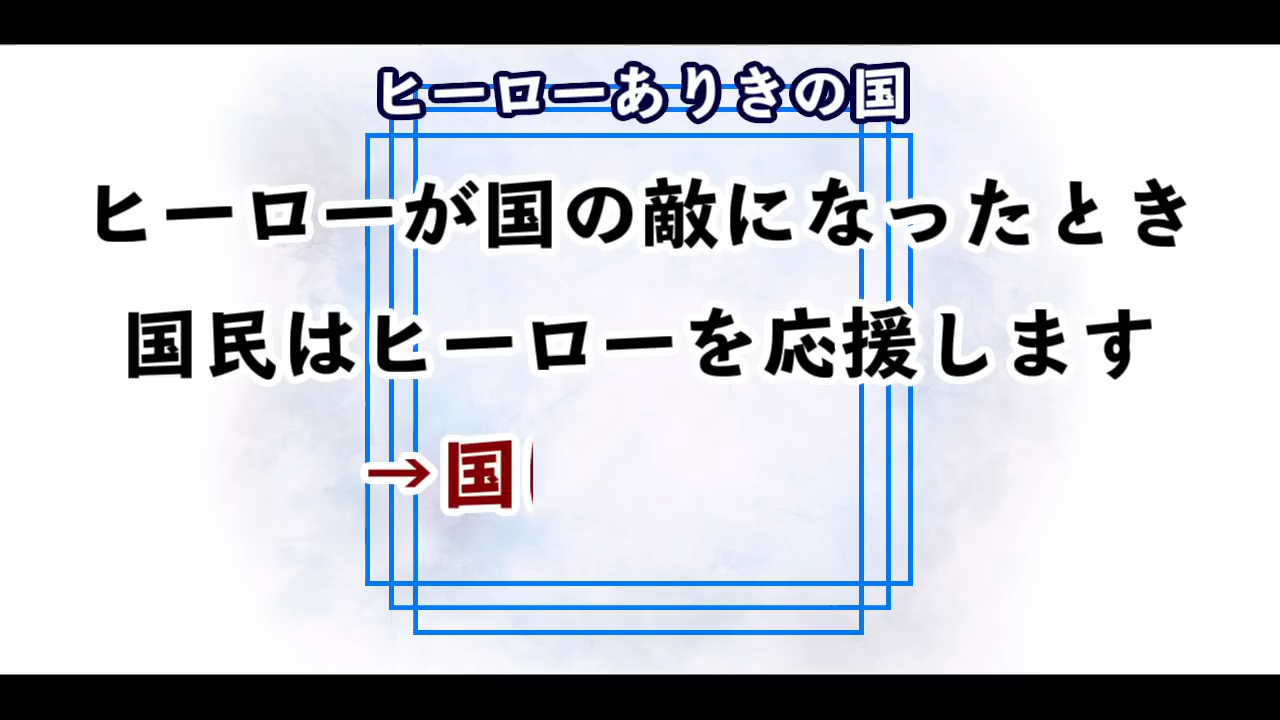 ヒーローありきの国
ヒーローが国の敵になったとき
国民はヒーローを応援します
→国